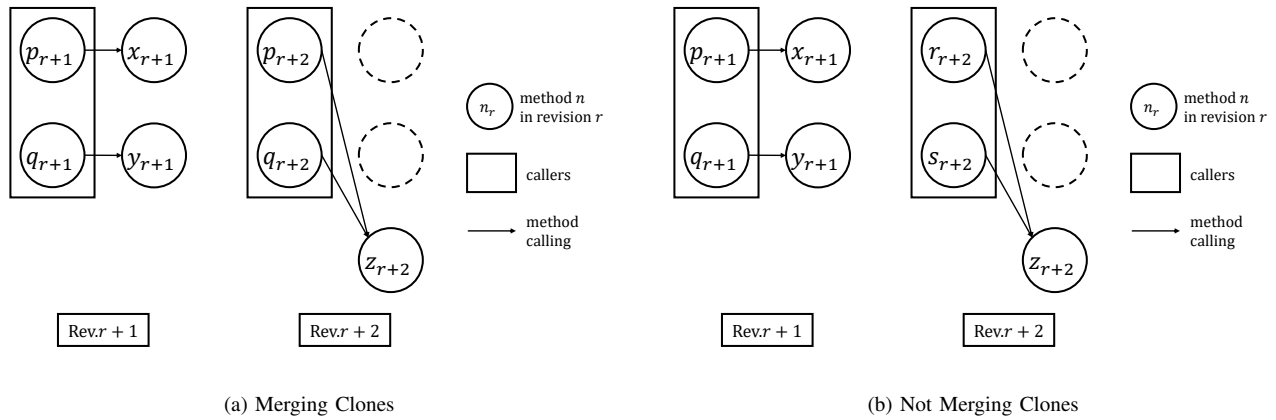 p_{r+1} x_{r+1}
q_{r+1} y_{r+1}
Rev.r + 1
p_{r+2}
q_{r+2}
z_{r+2}
Rev.r + 2
n_r method n
in revision r
callers
method
calling
(a) Merging Clones
p_{r+1} x_{r+1}
q_{r+1} y_{r+1}
Rev.r + 1
r_{r+2}
s_{r+2}
z_{r+2}
Rev.r + 2
n_r method n
in revision r
callers
method
calling
(b) Not Merging Clones